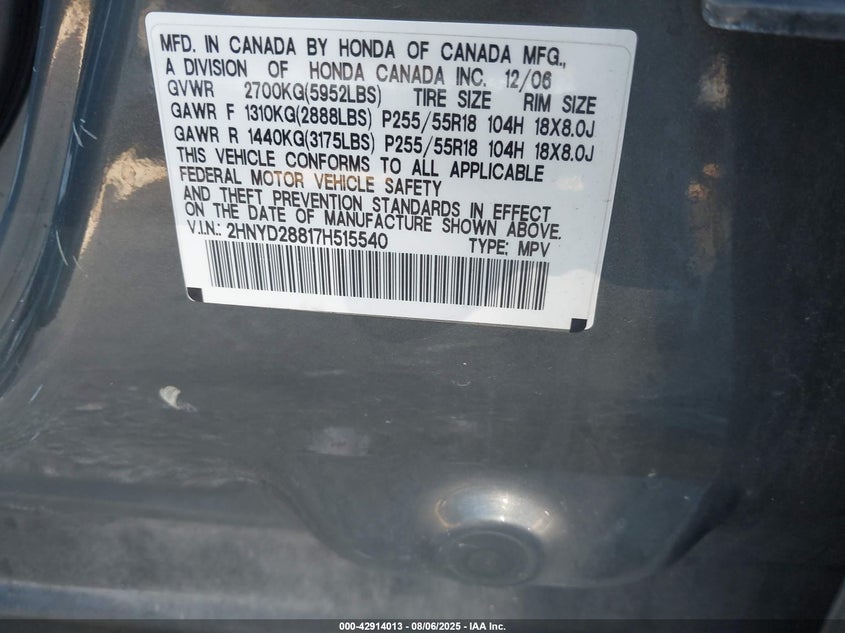 MFD. IN CANADA BY HONDA OF CANADA MFG.,
A DIVISION OF HONDA CANADA INC. 12/06
GVWR 2700KG(5952LBS) TIRE SIZE RIM SIZE
GAWR F 1310KG(2888LBS) P255/55R18 104H 18X8.0J
GAWR R 1440KG(3175LBS) P255/55R18 104H 18X8.0J
THIS VEHICLE CONFORMS TO ALL APPLICABLE
FEDERAL MOTOR VEHICLE SAFETY
AND THEFT PREVENTION STANDARDS IN EFFECT
ON THE DATE OF MANUFACTURE SHOWN ABOVE.
V.I.N.: 2HNYD28817H515540 TYPE: MPV
000-42914013 - 08/06/2025 - IAA Inc.